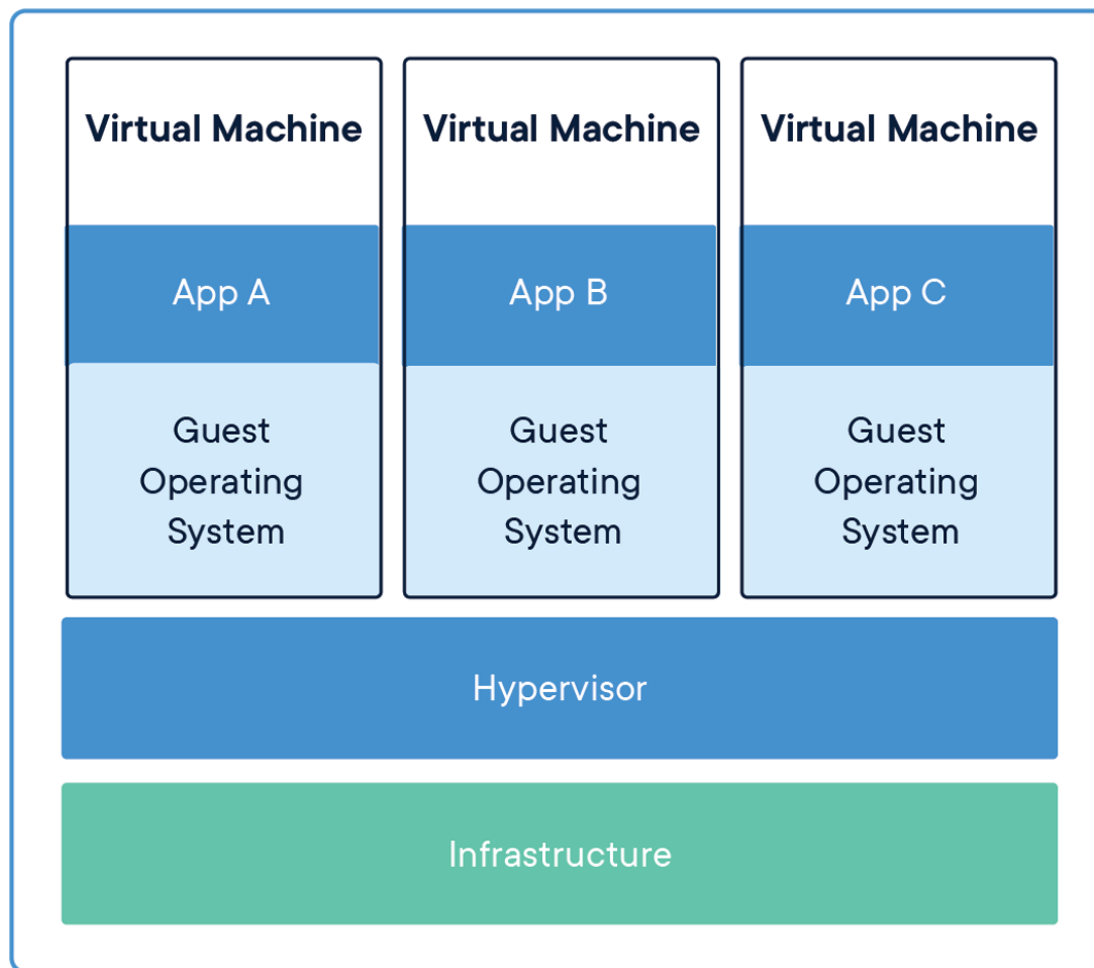 Virtual Machine
Virtual Machine
Virtual Machine
App A
App B
App C
Guest
Operating
System
Guest
Operating
System
Guest
Operating
System
Hypervisor
Infrastructure